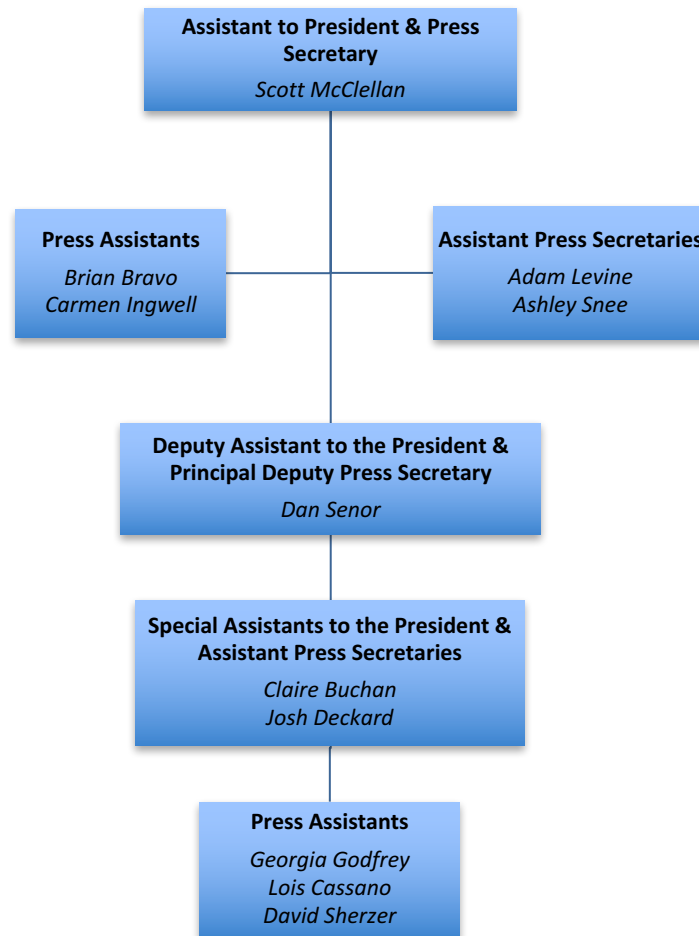 Assistant to President & Press
Secretary
Scott McClellan
Press Assistants
Brian Bravo
Carmen Ingwell
Assistant Press Secretaries
Adam Levine
Ashley Snee
Deputy Assistant to the President &
Principal Deputy Press Secretary
Dan Senor
Special Assistants to the President &
Assistant Press Secretaries
Claire Buchan
Josh Deckard
Press Assistants
Georgia Godfrey
Lois Cassano
David Sherzer